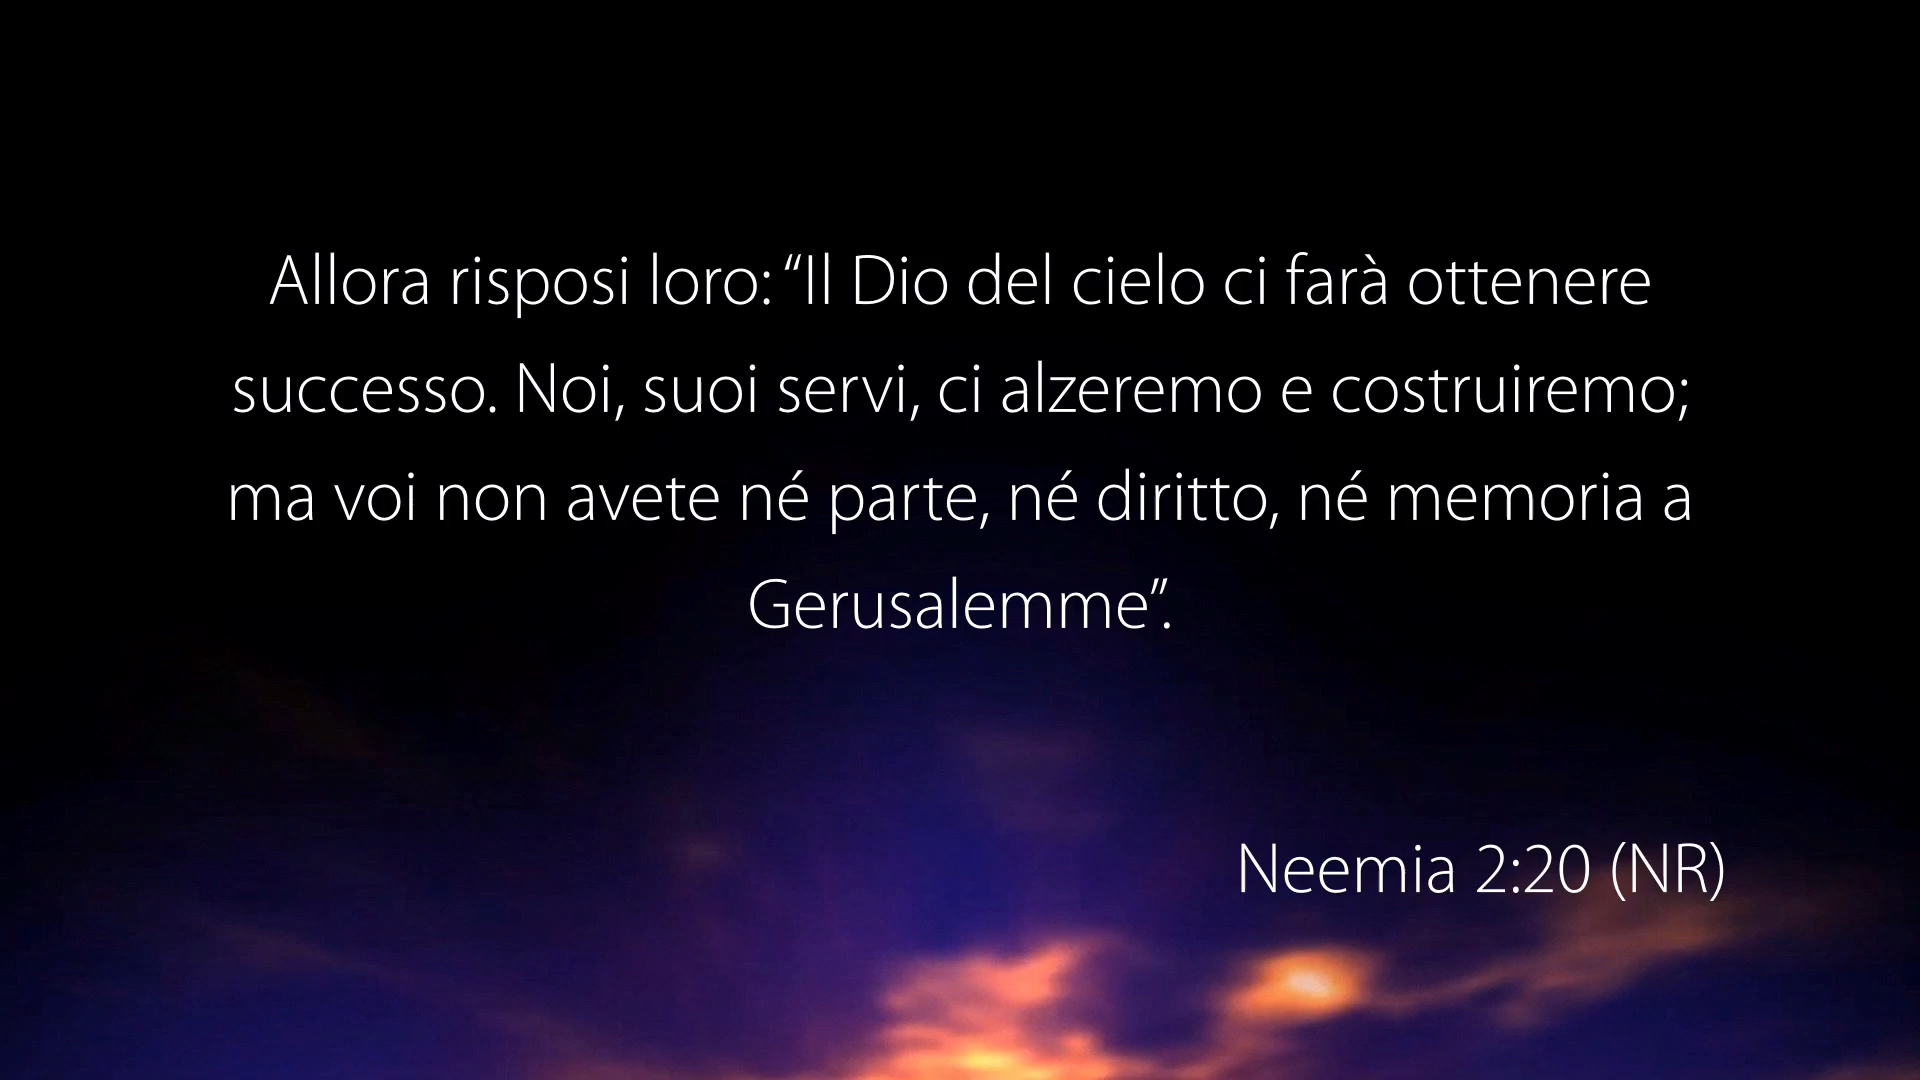 Allora risposi loro: “Il Dio del cielo ci farà ottenere
successo. Noi, suoi servi, ci alzeremo e costruiremo;
ma voi non avete né parte, né diritto, né memoria a
Gerusalemme”.
Neemia 2:20 (NR)